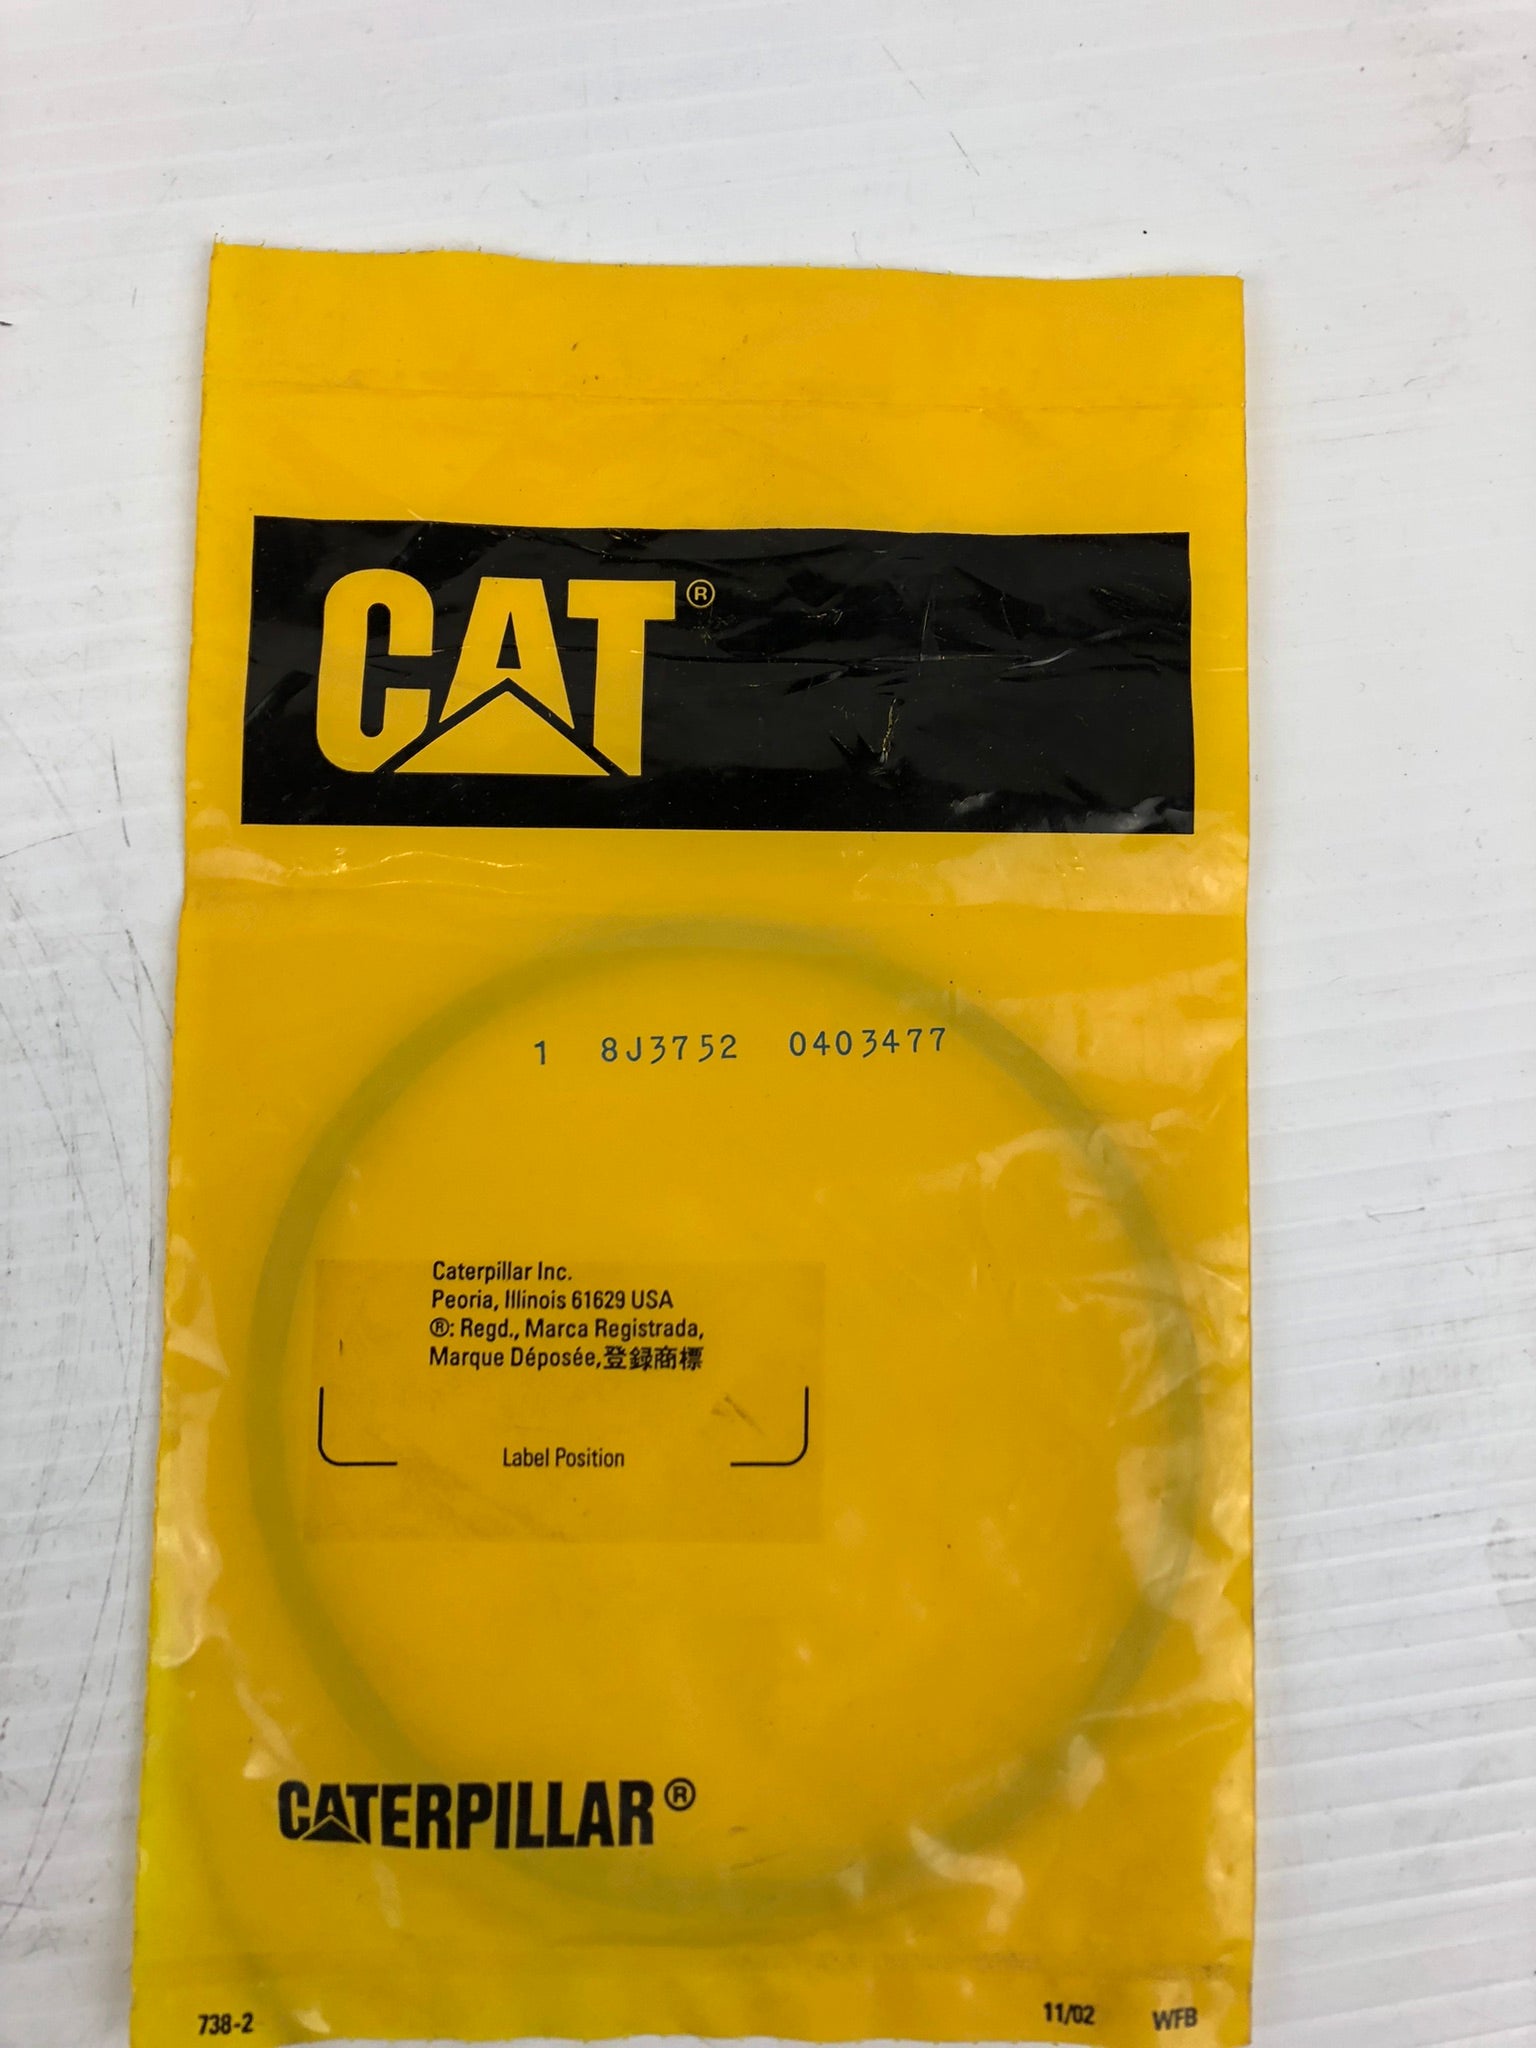 CAT®
1 8J3752 0403477
Caterpillar Inc.
Peoria, Illinois 61629 USA
®: Regd., Marca Registrada,
Marque Déposée,登録商標
Label Position
CATERPILLAR®
738-2 11/02 WFB